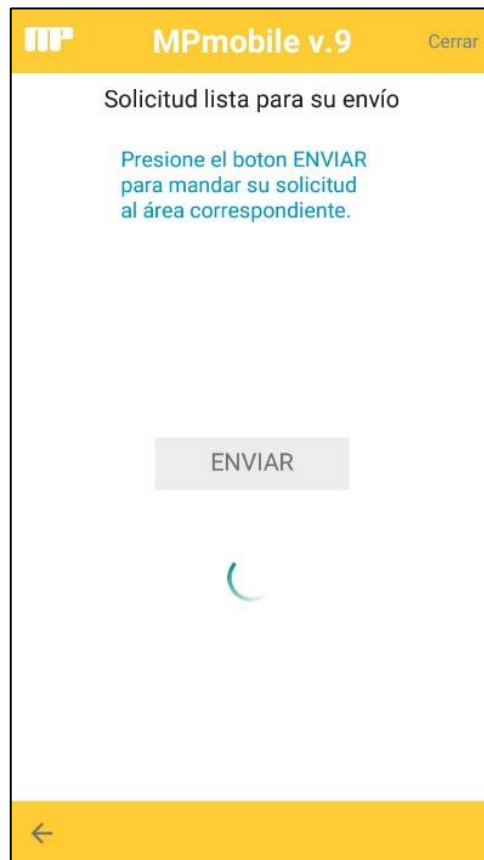 MP MPmobile v.9 Cerrar
Solicitud lista para su envío
Presione el boton ENVIAR
para mandar su solicitud
al área correspondiente.
ENVIAR